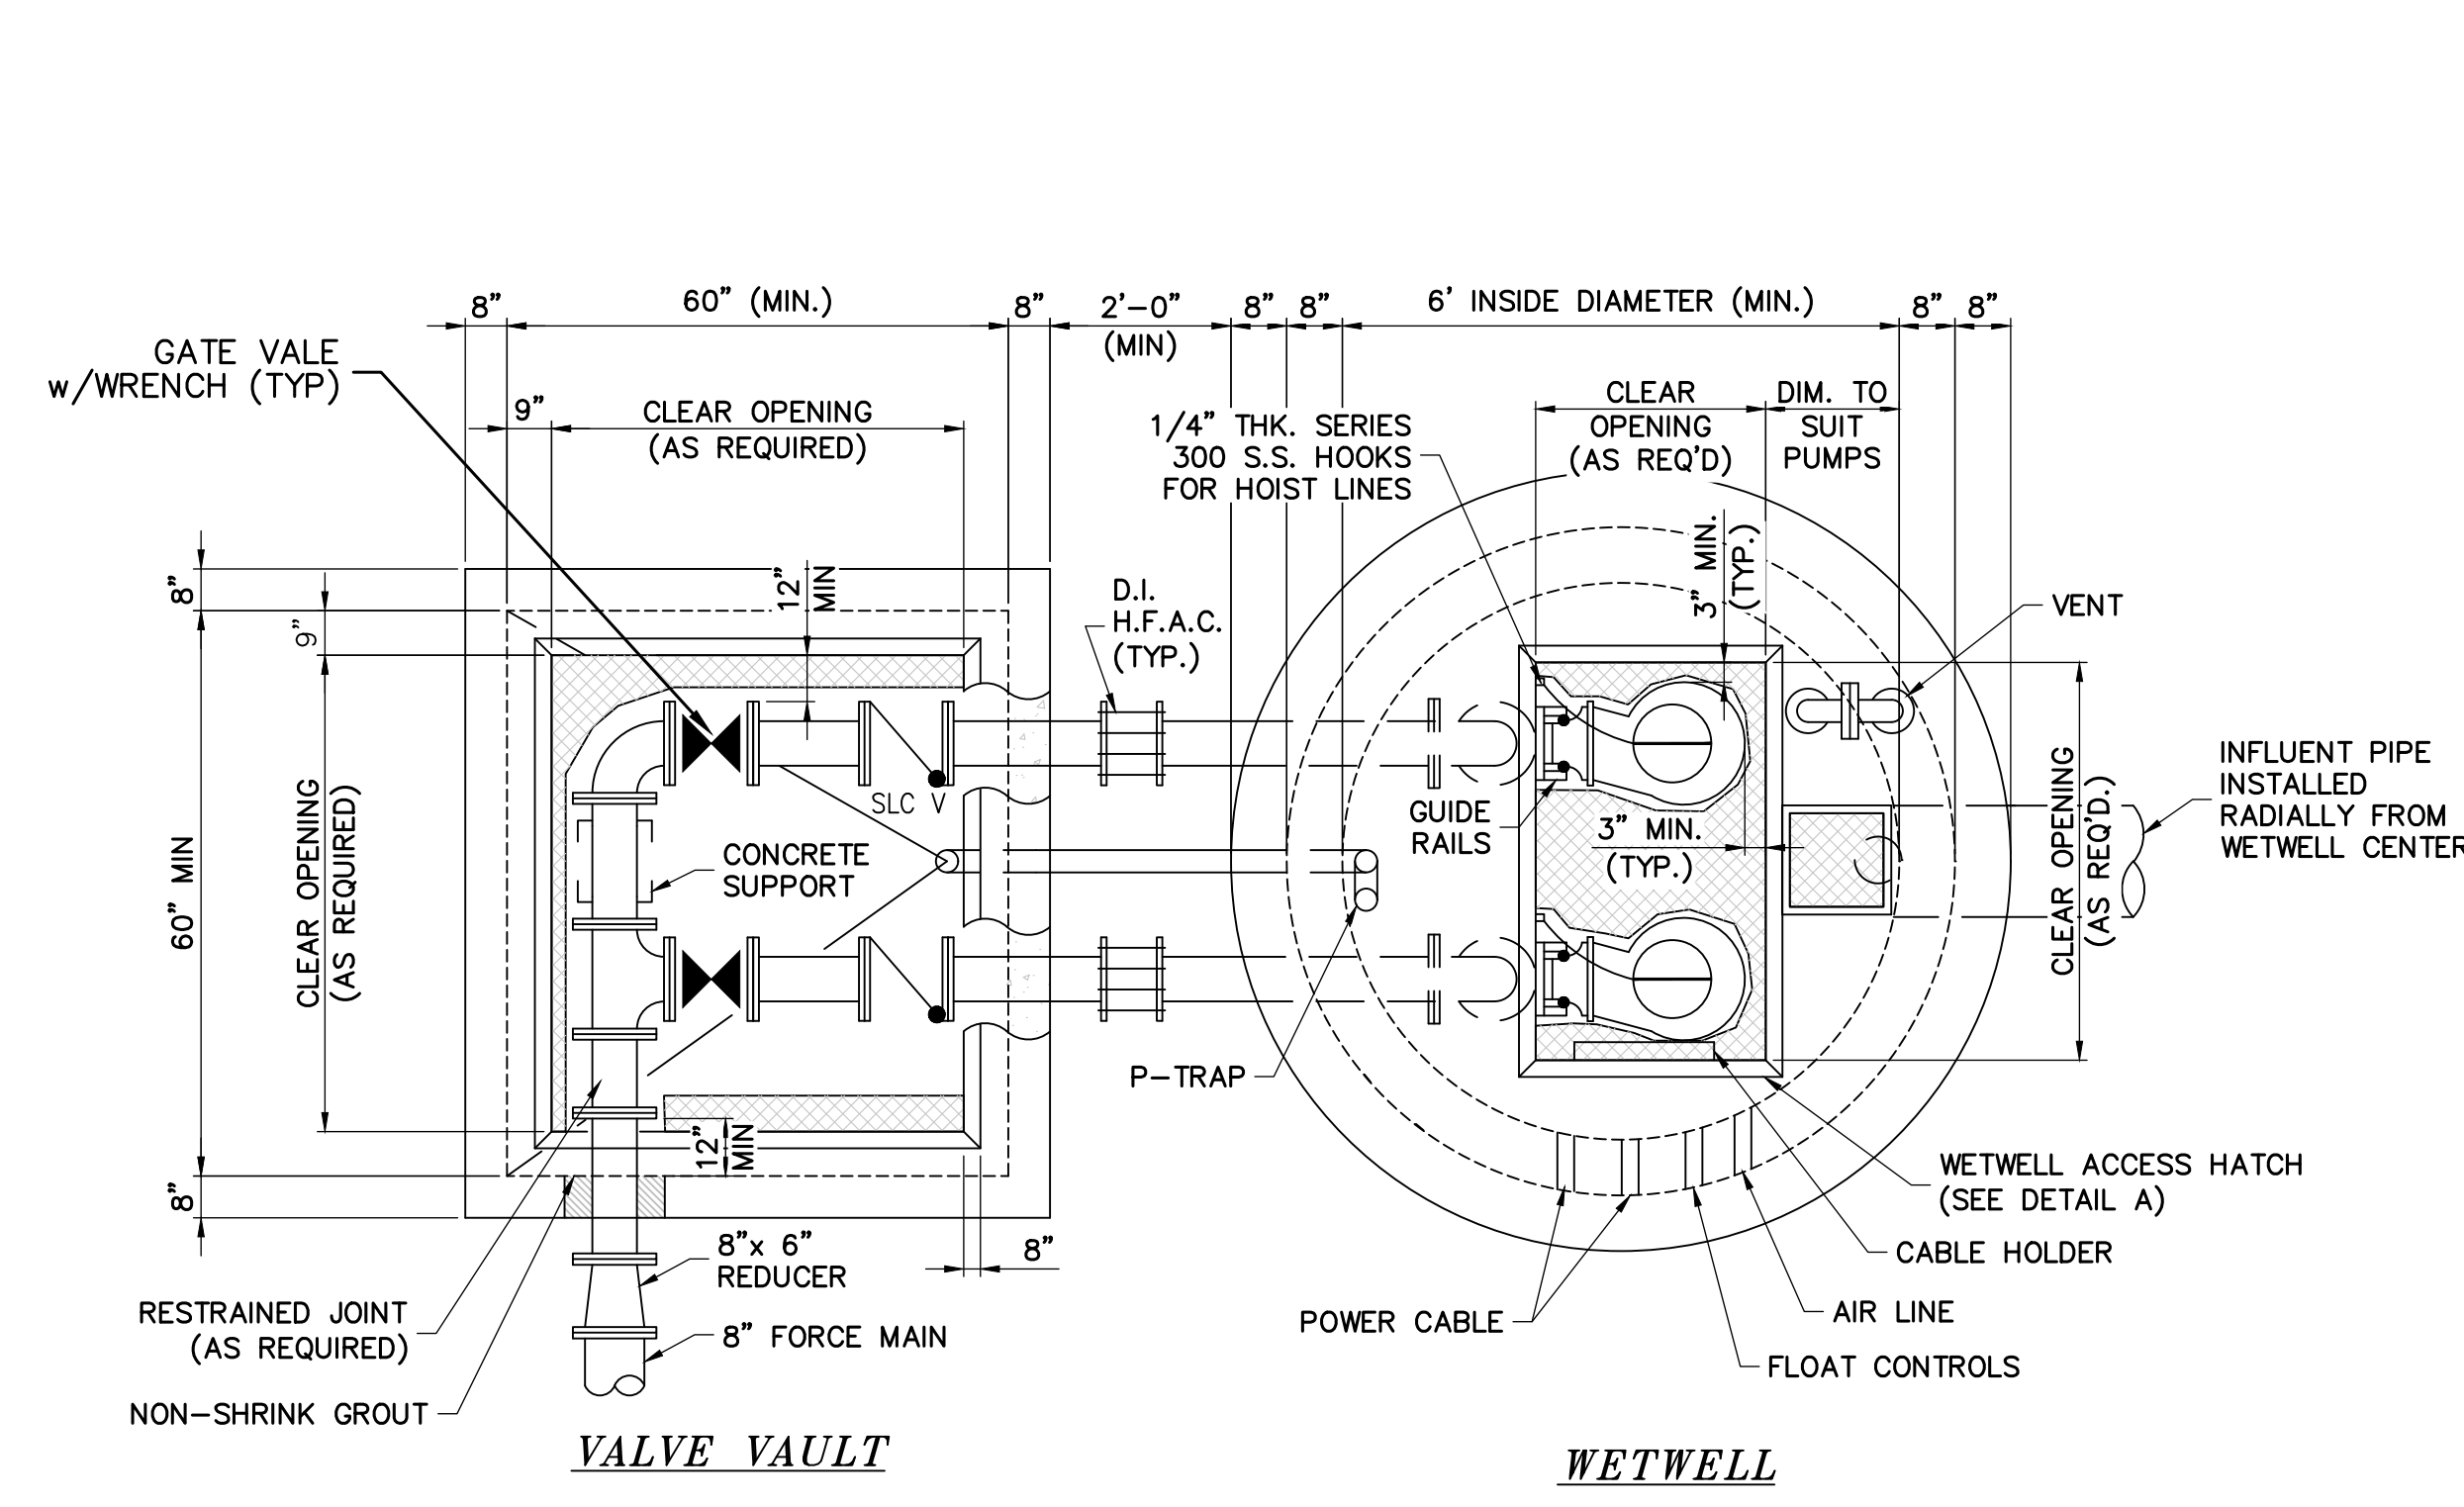 8" 60" (MIN.) 8" 2'-0" 8" 8" 6' INSIDE DIAMETER (MIN.) 8" 8"
(MIN)
GATE VALE
w/WRENCH (TYP)
9" CLEAR OPENING
(AS REQUIRED)
1/4" THK. SERIES
300 S.S. HOOKS
FOR HOIST LINES
CLEAR
OPENING
(AS REQ'D)
DIM. TO
SUIT
PUMPS
8"
9"
60" MIN
CLEAR OPENING
(AS REQUIRED)
8"
12"
MIN
D.I.
H.F.A.C.
(TYP.)
3" MIN.
(TYP.)
VENT
SLC V
CONCRETE
SUPPORT
GUIDE
RAILS
3" MIN.
(TYP.)
CLEAR OPENING
(AS REQ'D.)
INFLUENT PIPE
INSTALLED
RADIALLY FROM
WETWELL CENTER
P-TRAP
12"
MIN
WETWELL ACCESS HATCH
(SEE DETAIL A)
8"x 6"
REDUCER
8"
CABLE HOLDER
RESTRAINED JOINT
(AS REQUIRED)
8" FORCE MAIN
POWER CABLE
AIR LINE
FLOAT CONTROLS
NON-SHRINK GROUT
VALVE VAULT
WETWELL